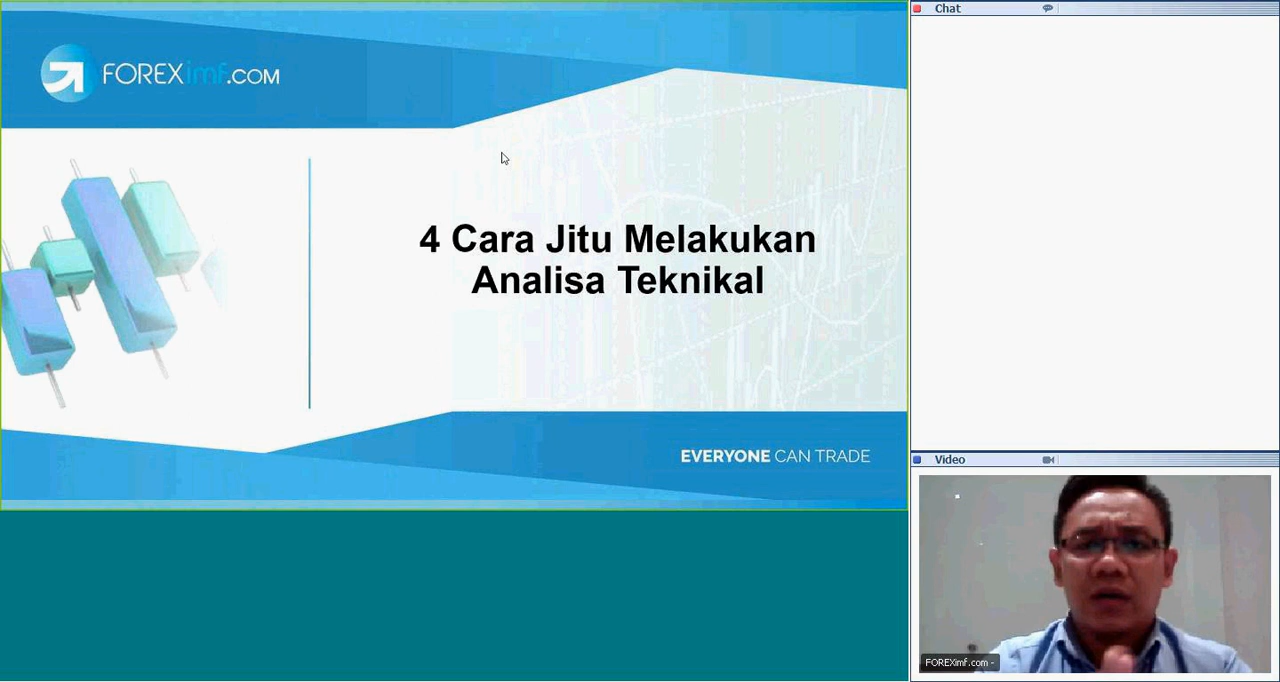 FOREXimf.COM
4 Cara Jitu Melakukan
Analisa Teknikal
EVERYONE CAN TRADE
Chat
Video
FOREXimf.com -